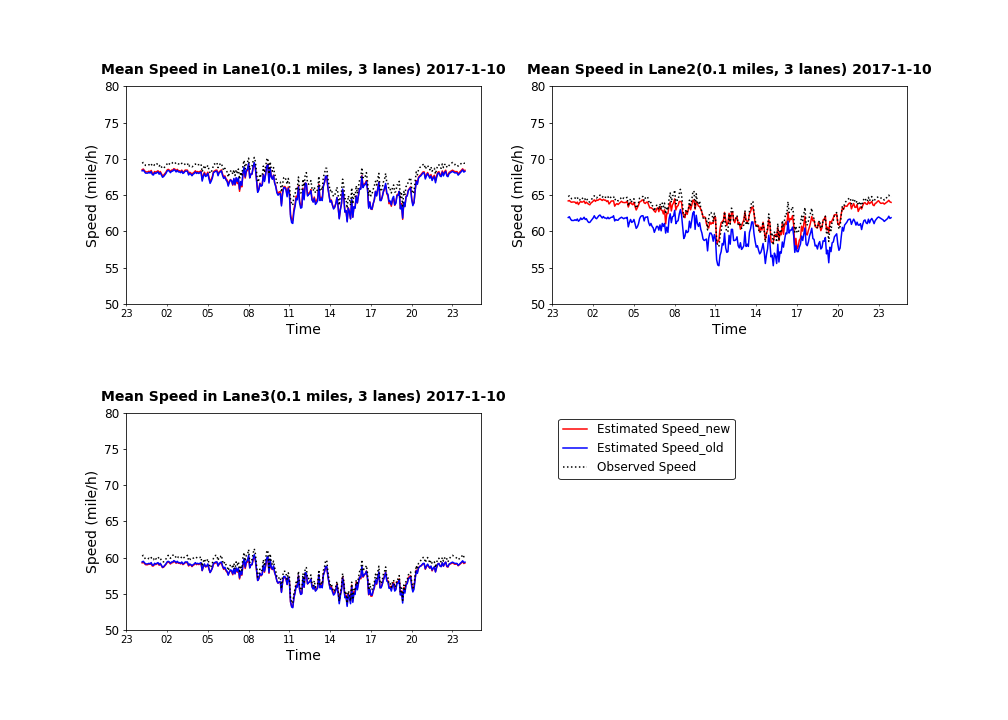 Mean Speed in Lane1(0.1 miles, 3 lanes) 2017-1-10
80
75
70
65
60
55
50
Speed (mile/h)
23 02 05 08 11 14 17 20 23
Time
Mean Speed in Lane2(0.1 miles, 3 lanes) 2017-1-10
80
75
70
65
60
55
50
Speed (mile/h)
23 02 05 08 11 14 17 20 23
Time
Mean Speed in Lane3(0.1 miles, 3 lanes) 2017-1-10
80
75
70
65
60
55
50
Speed (mile/h)
23 02 05 08 11 14 17 20 23
Time
Estimated Speed_new
Estimated Speed_old
Observed Speed